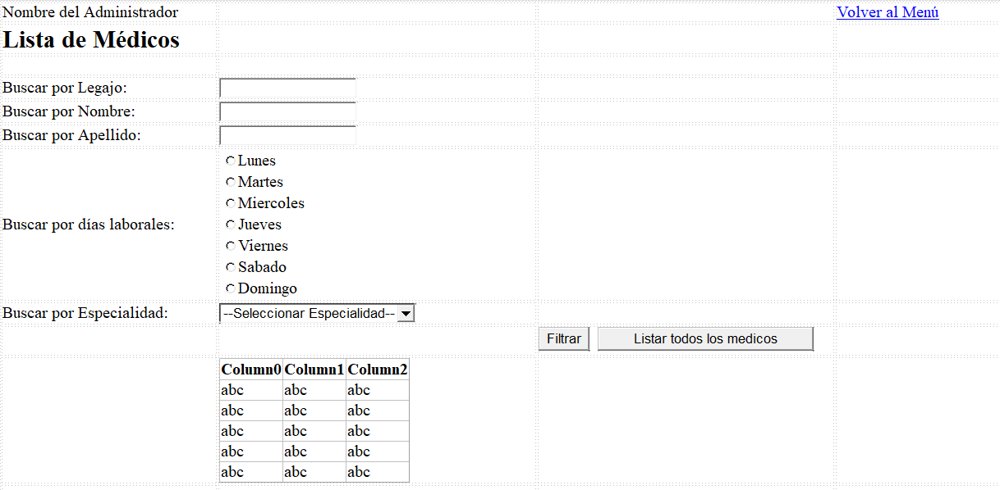 Nombre del Administrador Volver al Menú
Lista de Médicos
Buscar por Legajo:
Buscar por Nombre:
Buscar por Apellido:
Buscar por días laborales:
Lunes
Martes
Miercoles
Jueves
Viernes
Sabado
Domingo
Buscar por Especialidad: --Seleccionar Especialidad--
Filtrar Listar todos los medicos
Column0 Column1 Column2
abc abc abc
abc abc abc
abc abc abc
abc abc abc
abc abc abc